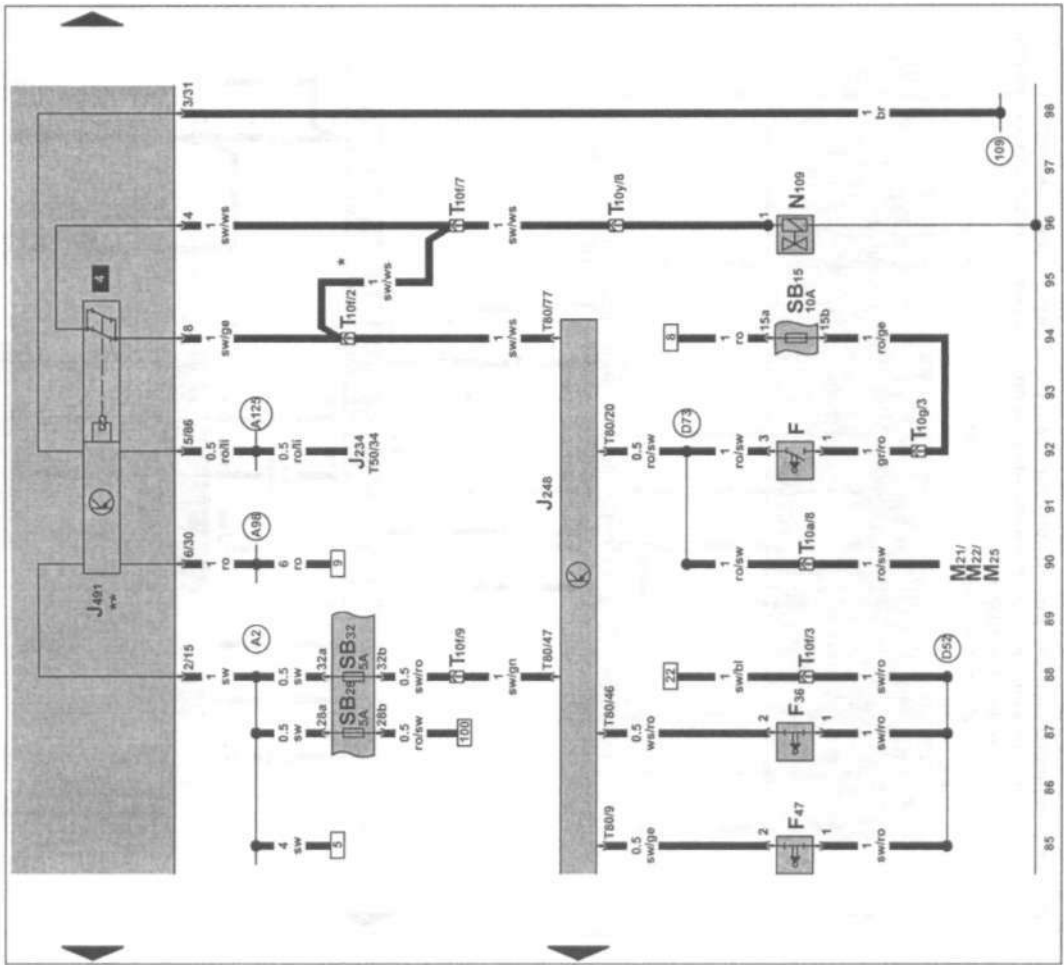 J491
**
4
2/15
6/30
5/86
8
4
3/31
1
sw
1
ro
0.5
ro/li
1
sw/ge
1
sw/ws
A2
A98
A125
4
sw
0.5
sw
0.5
sw
6
ro
0.5
ro/li
5
28a
SB28
5A
28b
32a
SB32
5A
32b
9
J234
T50/34
T10f/2
*
1
sw/ws
T10f/7
0.5
ro/sw
0.5
sw/ro
100
T10f/9
1
sw/gn
1
sw/ws
1
sw/ws
T80/47
T80/77
J248
T10y/8
T80/9
T80/46
T80/20
0.5
sw/ge
0.5
ws/ro
22
0.5
ro/sw
8
D73
1
sw/bl
1
ro/sw
1
ro/sw
1
ro
2
F47
1
2
F36
1
T10f/3
T10a/8
3
F
1
15a
SB15
10A
15b
1
N109
1
br
1
sw/ro
1
sw/ro
1
sw/ro
1
ro/sw
1
gr/ro
1
ro/ge
T10g/3
D52
M21/
M22/
M25
109
85
86
87
88
89
90
91
92
93
94
95
96
97
98